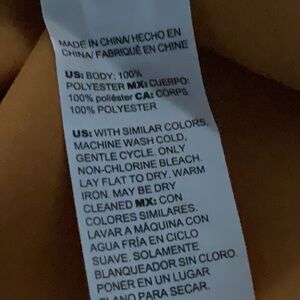 MADE IN CHINA/ HECHO EN
CHINA/ FABRIQUÉ EN CHINE
US: BODY: 100%
POLYESTER MX: CUERPO:
100% poliéster CA: CORPS
100% POLYESTER
US: WITH SIMILAR COLORS,
MACHINE WASH COLD,
GENTLE CYCLE. ONLY
NON-CHLORINE BLEACH.
LAY FLAT TO DRY. WARM
IRON. MAY BE DRY
CLEANED MX: CON
COLORES SIMILARES.
LAVAR A MÁQUINA CON
AGUA FRÍA EN CICLO
SUAVE. SOLAMENTE
BLANQUEADOR SIN CLORO.
PONER EN UN LUGAR
PLANO PARA SECAR.